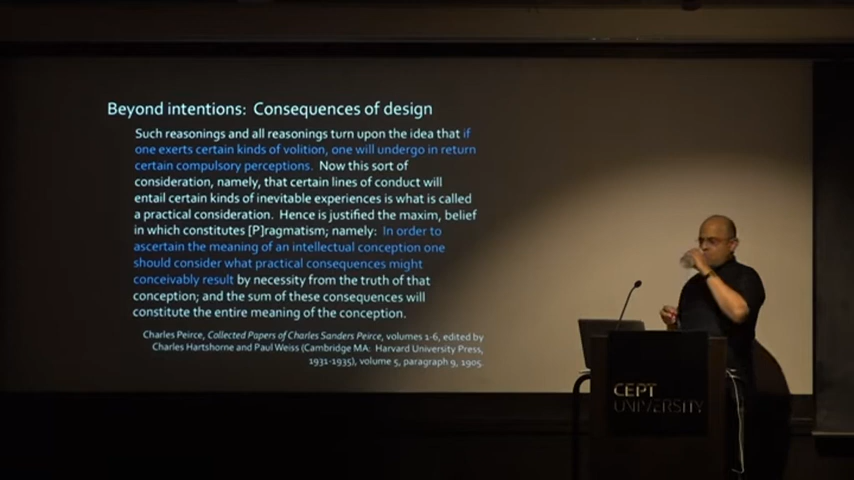 Beyond intentions: Consequences of design
Such reasonings and all reasonings turn upon the idea that if
one exerts certain kinds of volition, one will undergo in return
certain compulsory perceptions. Now this sort of
consideration, namely, that certain lines of conduct will
entail certain kinds of inevitable experiences is what is called
a practical consideration. Hence is justified the maxim, belief
in which constitutes [P]ragmatism; namely: In order to
ascertain the meaning of an intellectual conception one
should consider what practical consequences might
conceivably result by necessity from the truth of that
conception; and the sum of these consequences will
constitute the entire meaning of the conception.
Charles Peirce, Collected Papers of Charles Sanders Peirce, volumes 1-6, edited by
Charles Hartshorne and Paul Weiss (Cambridge MA: Harvard University Press,
1931-1935), volume 5, paragraph 9, 1905.
CEPT
UNIVERSITY